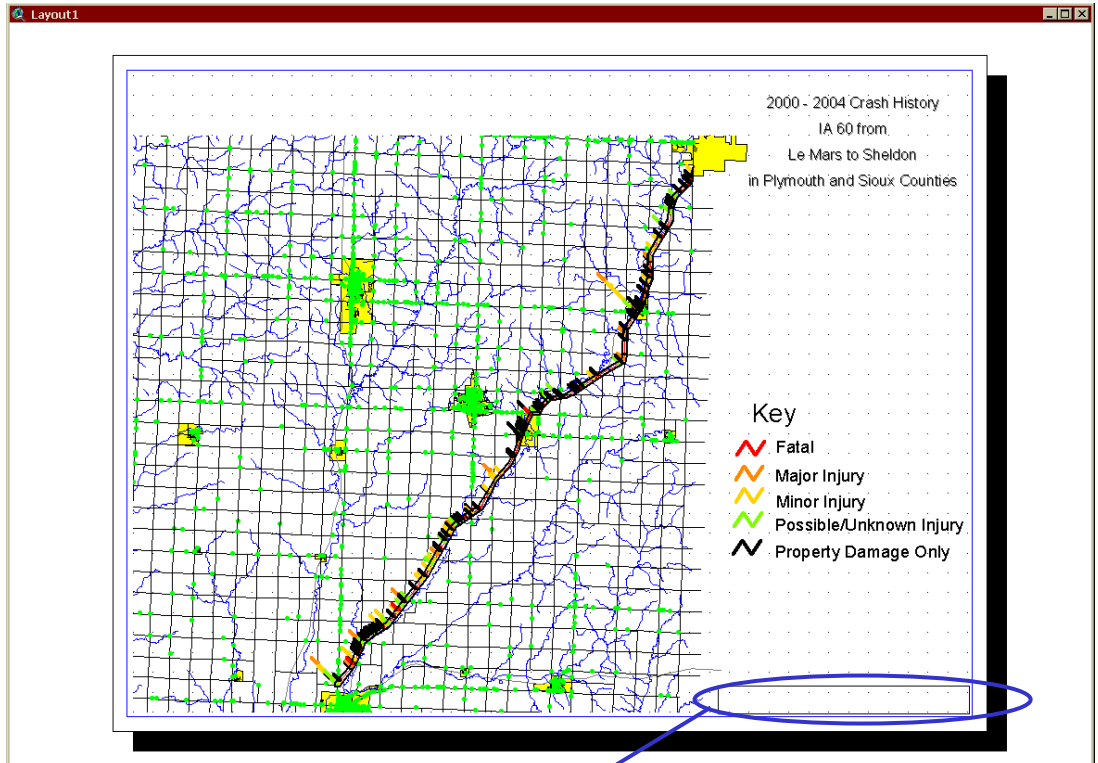 Layout1
2000 - 2004 Crash History
IA 60 from
Le Mars to Sheldon
in Plymouth and Sioux Counties
Key
Fatal
Major Injury
Minor Injury
Possible/Unknown Injury
Property Damage Only